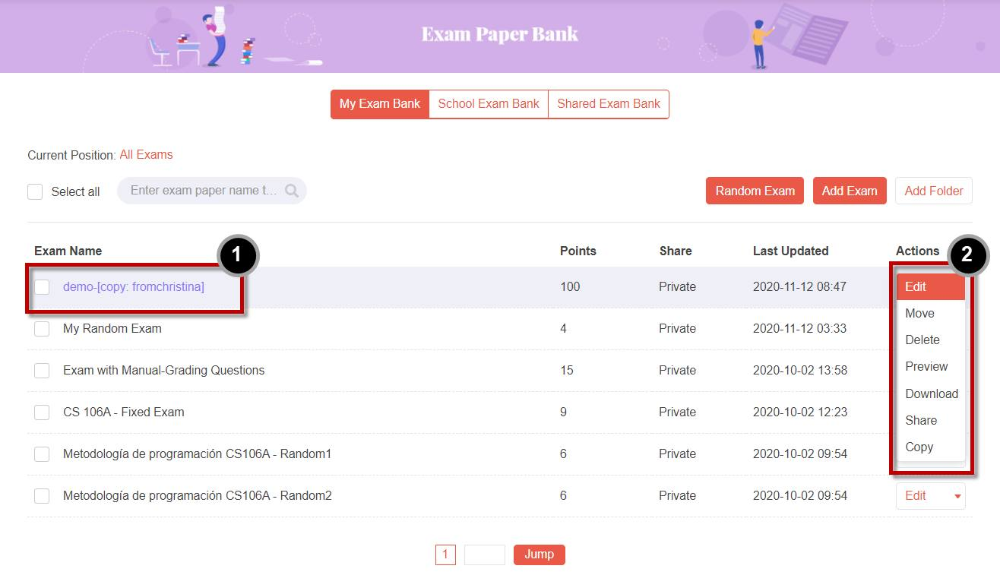 Exam Paper Bank
My Exam Bank School Exam Bank Shared Exam Bank
Current Position: All Exams
Select all Enter exam paper name t... Random Exam Add Exam Add Folder
Exam Name 1 Points Share Last Updated Actions 2
demo-[copy: fromchristina] 100 Private 2020-11-12 08:47 Edit
Move
My Random Exam 4 Private 2020-11-12 03:33
Delete
Exam with Manual-Grading Questions 15 Private 2020-10-02 13:58 Preview
Download
CS 106A - Fixed Exam 9 Private 2020-10-02 12:23
Share
Metodología de programación CS106A - Random1 6 Private 2020-10-02 09:54 Copy
Metodología de programación CS106A - Random2 6 Private 2020-10-02 09:54 Edit
1 Jump